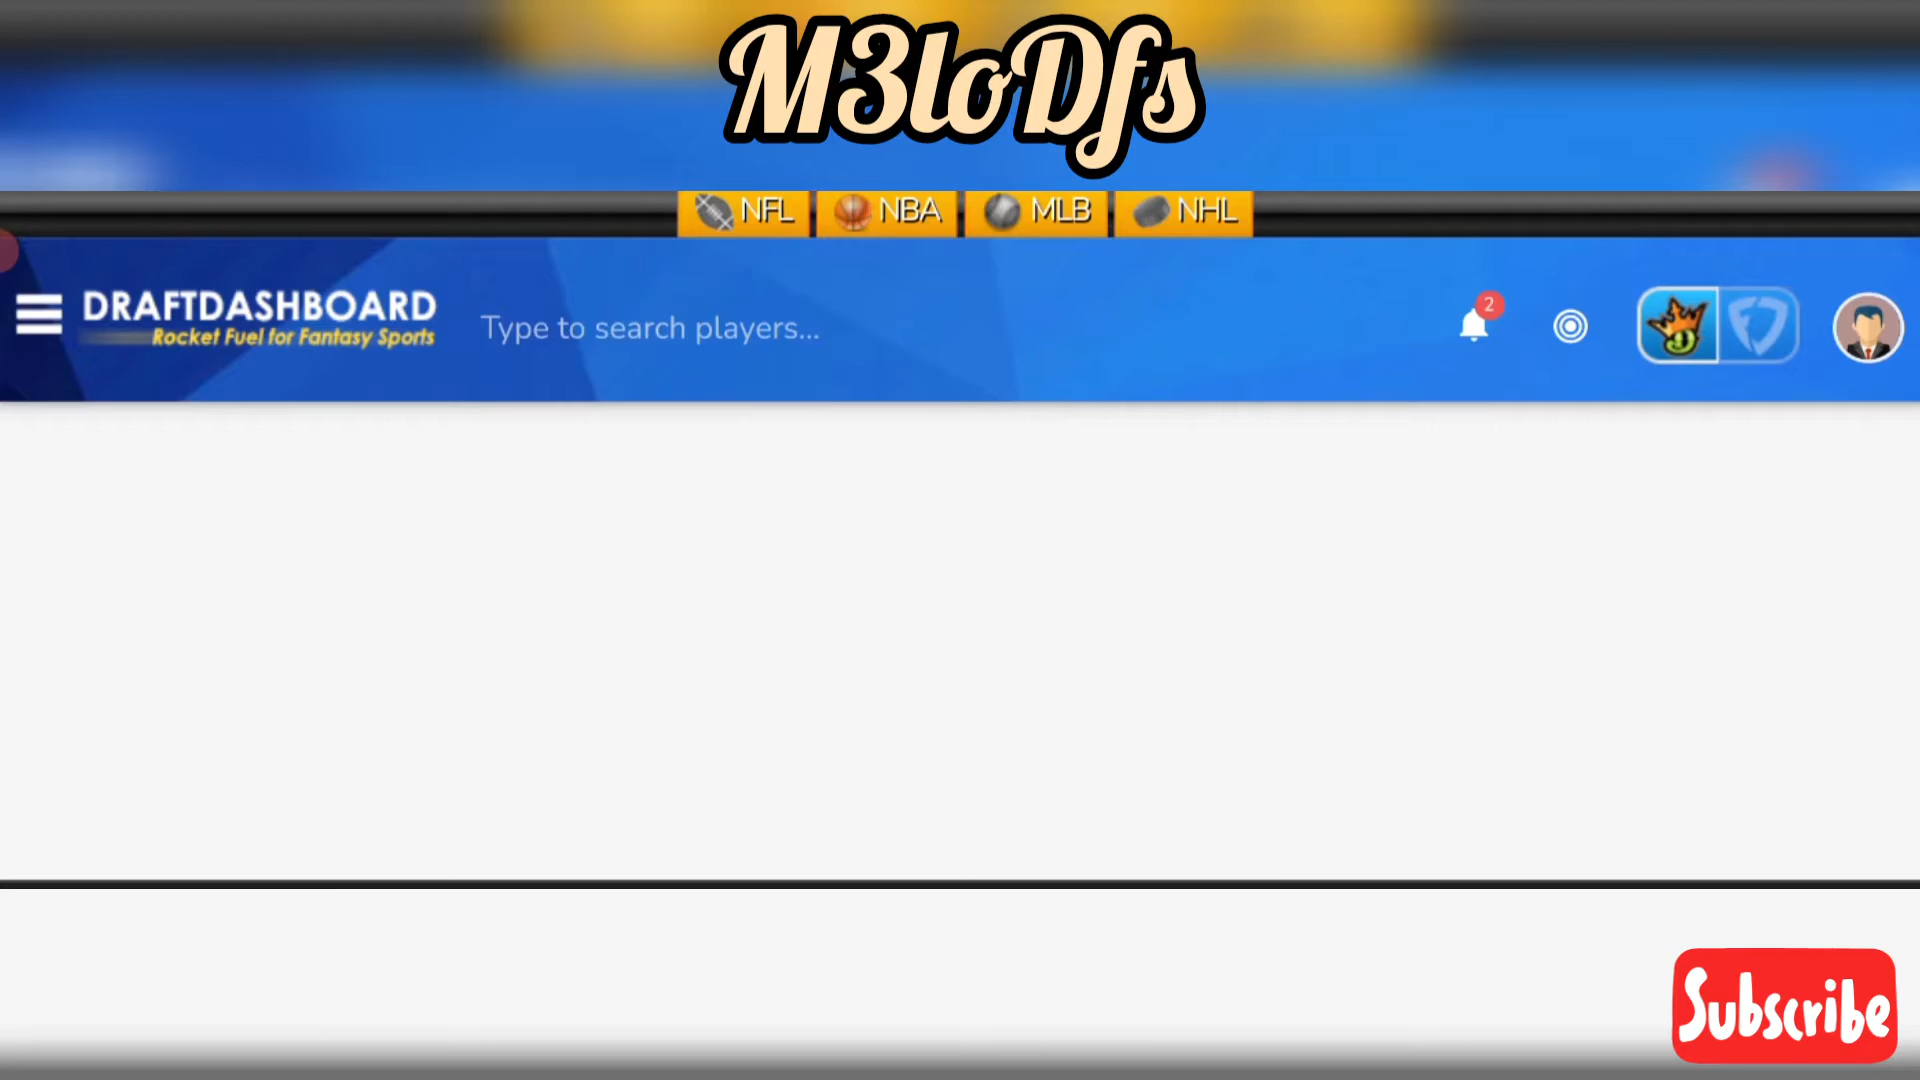 M3loDfs
NFL NBA MLB NHL
DRAFTDASHBOARD
Rocket Fuel for Fantasy Sports
Type to search players...
2
Subscribe